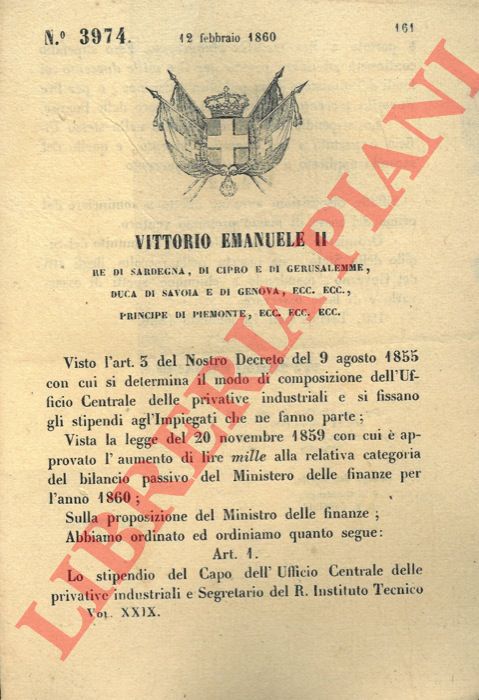 N.º 3974.
12 febbraio 1860
161
VITTORIO EMANUELE II
RE DI SARDEGNA, DI CIPRO E DI GERUSALEMME,
DUCA DI SAVOIA E DI GENOVA, ECC. ECC.,
PRINCIPE DI PIEMONTE, ECC. ECC. ECC.
Visto l'art. 3 del Nostro Decreto del 9 agosto 1855
con cui si determina il modo di composizione dell'Uf-
ficio Centrale delle privative industriali e si fissano
gli stipendi agl'Impiegati che ne fanno parte;
Vista la legge del 20 novembre 1859 con cui è ap-
provato l'aumento di lire mille alla relativa categoria
del bilancio passivo del Ministero delle finanze per
l'anno 1860;
Sulla proposizione del Ministro delle finanze;
Abbiamo ordinato ed ordiniamo quanto segue:
Art. 1.
Lo stipendio del Capo dell'Ufficio Centrale delle
privative industriali e Segretario del R. Instituto Tecnico
Vol. XXIX.
LIBRERIA PIANI